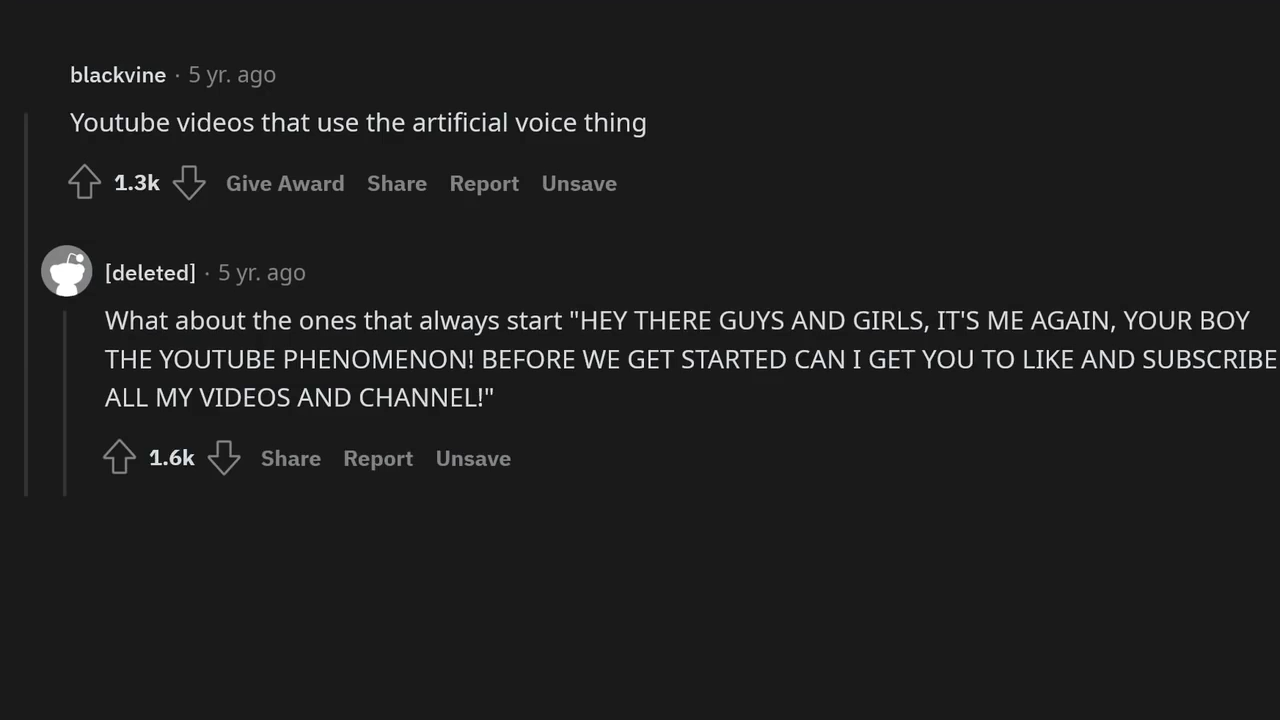 blackvine · 5 yr. ago
Youtube videos that use the artificial voice thing
1.3k Give Award Share Report Unsave
[deleted] · 5 yr. ago
What about the ones that always start "HEY THERE GUYS AND GIRLS, IT'S ME AGAIN, YOUR BOY
THE YOUTUBE PHENOMENON! BEFORE WE GET STARTED CAN I GET YOU TO LIKE AND SUBSCRIBE
ALL MY VIDEOS AND CHANNEL!"
1.6k Share Report Unsave